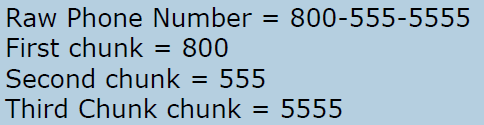 Raw Phone Number = 800-555-5555
First chunk = 800
Second chunk = 555
Third Chunk chunk = 5555